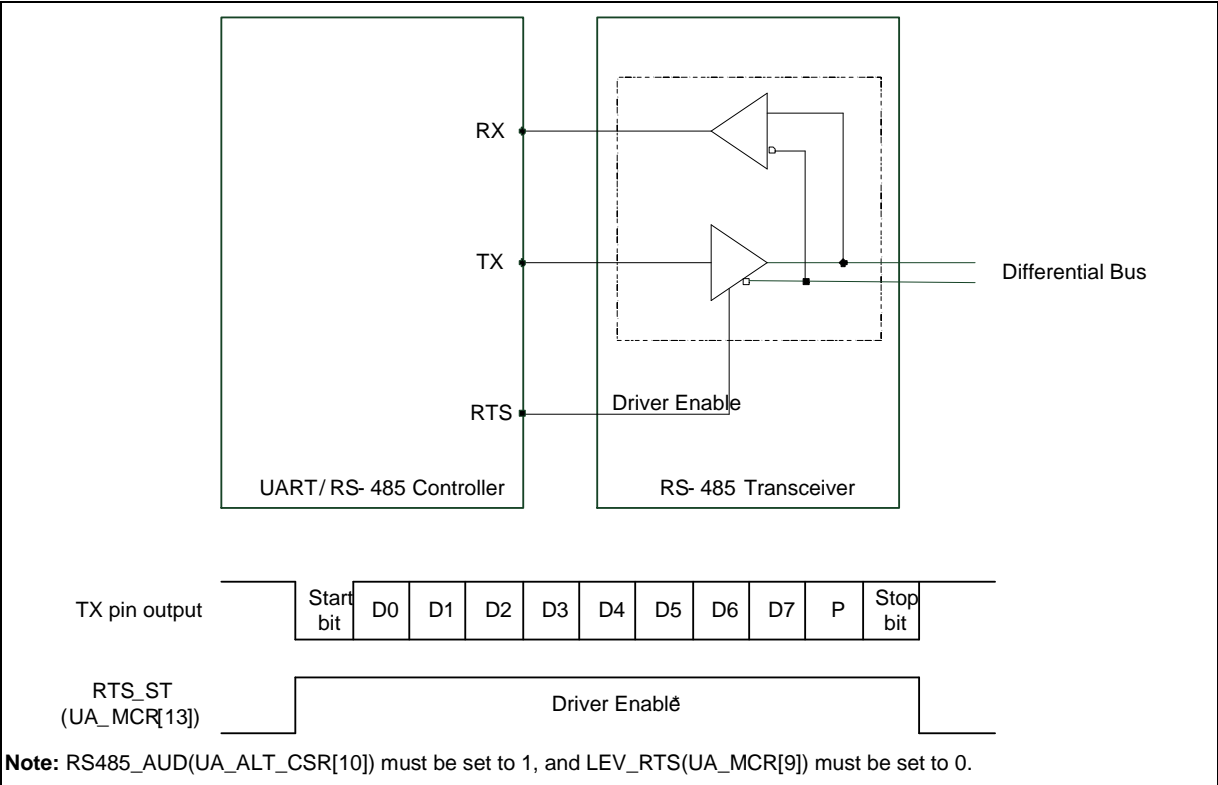 RX
TX
Differential Bus
RTS
Driver Enable
UART/RS-485 Controller
RS-485 Transceiver
TX pin output
Start bit
D0
D1
D2
D3
D4
D5
D6
D7
P
Stop bit
RTS_ST
(UA_MCR[13])
Driver Enable*
Note: RS485_AUD(UA_ALT_CSR[10]) must be set to 1, and LEV_RTS(UA_MCR[9]) must be set to 0.